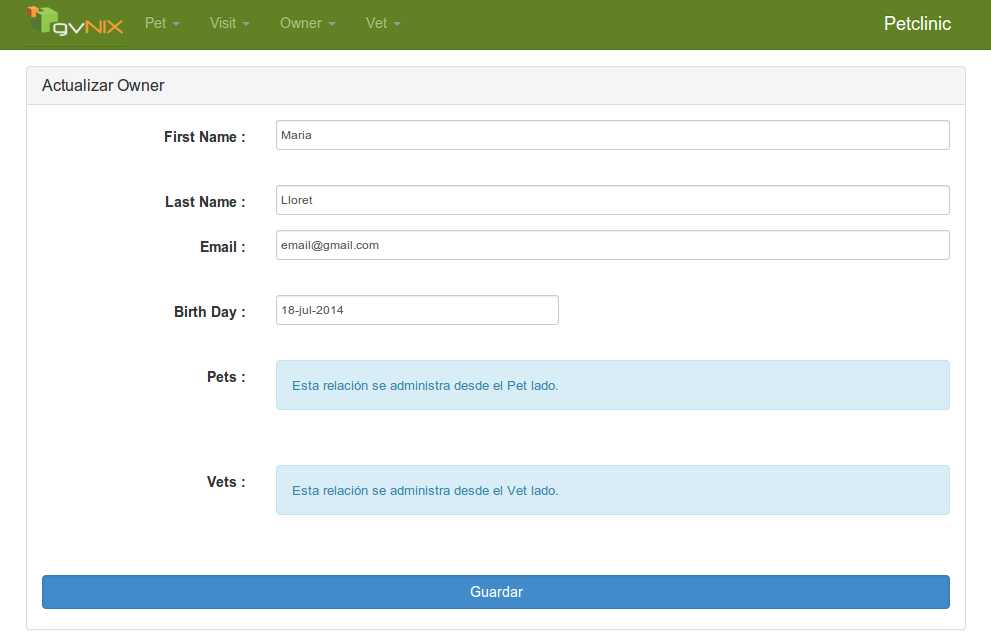 gvNIX Pet Visit Owner Vet Petclinic
Actualizar Owner
First Name : Maria
Last Name : Lloret
Email : email@gmail.com
Birth Day : 18-jul-2014
Pets : Esta relación se administra desde el Pet lado.
Vets : Esta relación se administra desde el Vet lado.
Guardar